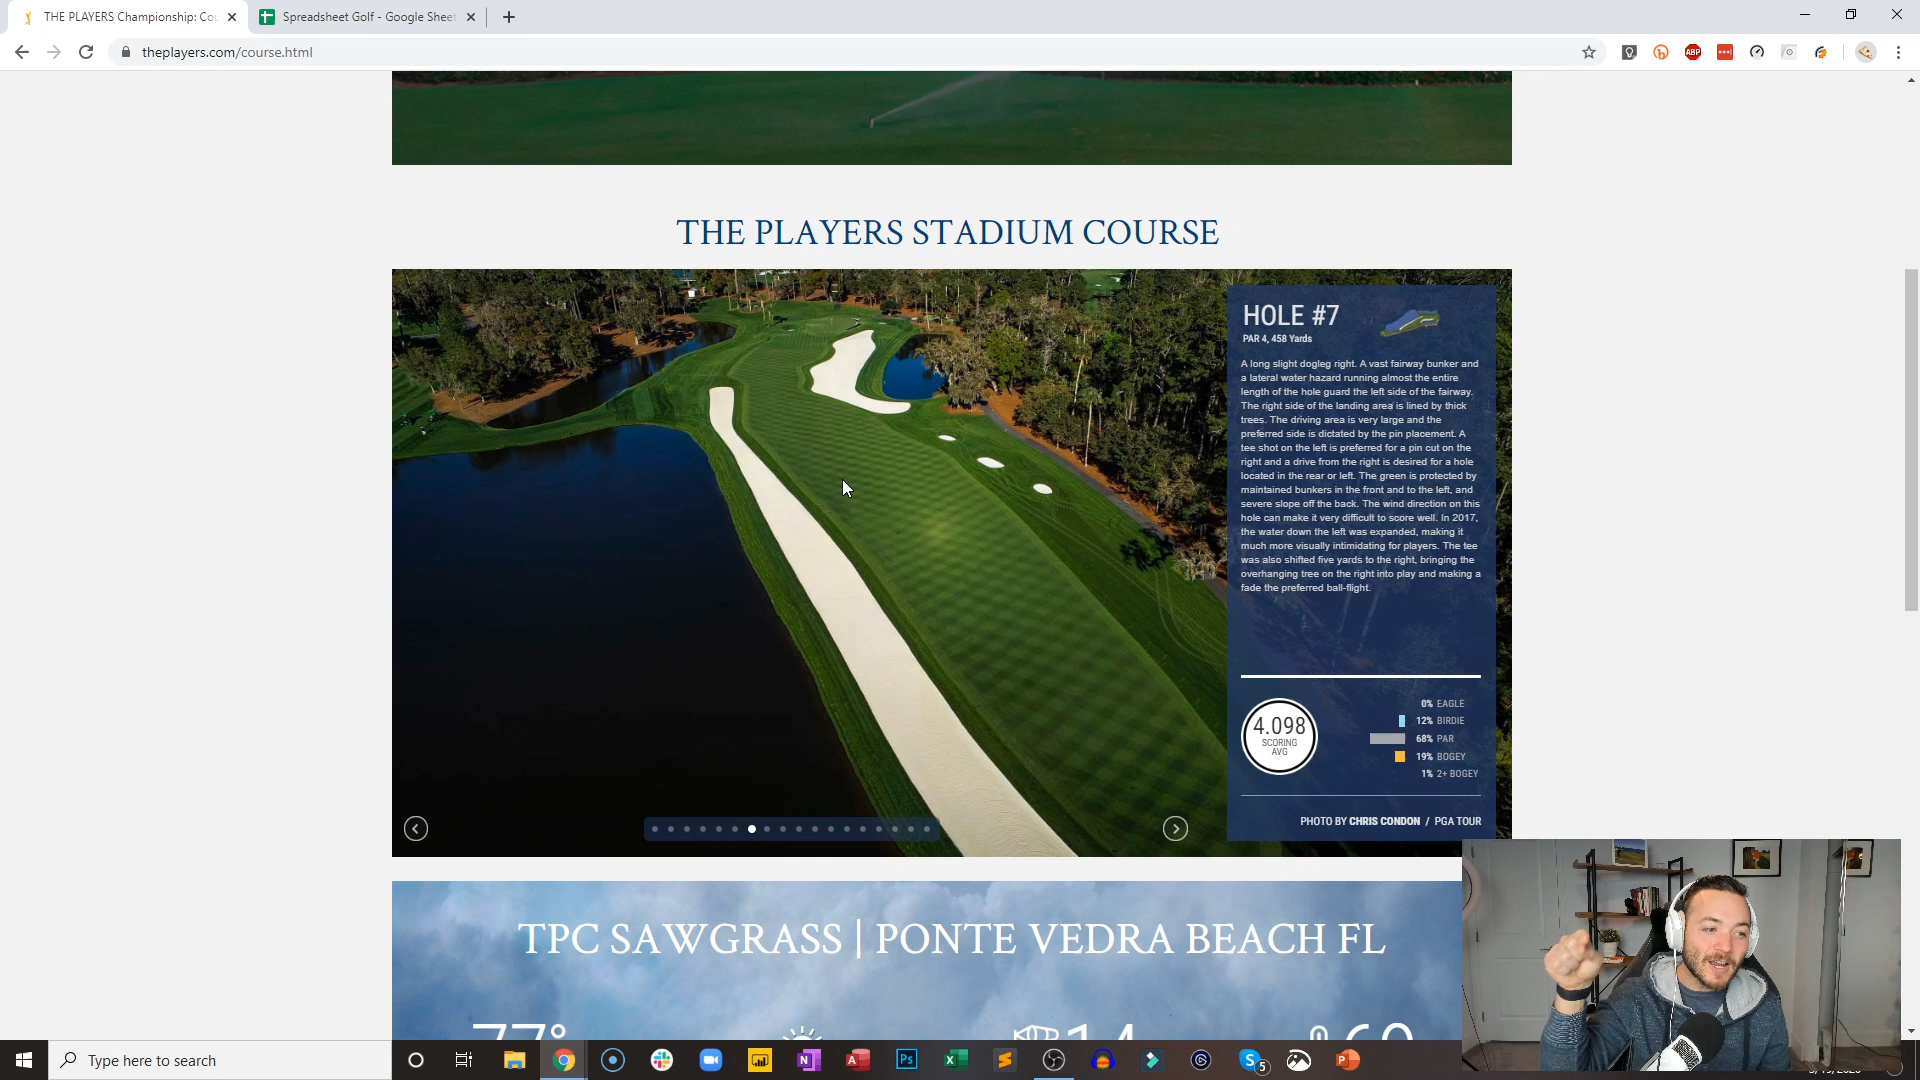 THE PLAYERS Championship: Cou
Spreadsheet Golf - Google Sheet
theplayers.com/course.html
ABP
THE PLAYERS STADIUM COURSE
HOLE #7
PAR 4, 458 Yards
A long slight dogleg right. A vast fairway bunker and
a lateral water hazard running almost the entire
length of the hole guard the left side of the fairway.
The right side of the landing area is lined by thick
trees. The driving area is very large and the
preferred side is dictated by the pin placement. A
tee shot on the left is preferred for a pin cut on the
right and a drive from the right is desired for a hole
located in the rear or left. The green is protected by
maintained bunkers in the front and to the left, and
severe slope off the back. The wind direction on this
hole can make it very difficult to score well. In 2017,
the water down the left was expanded, making it
much more visually intimidating for players. The tee
was also shifted five yards to the right, bringing the
overhanging tree on the right into play and making a
fade the preferred ball-flight.
4.098
SCORING
AVG
0% EAGLE
12% BIRDIE
68% PAR
19% BOGEY
1% 2+ BOGEY
PHOTO BY CHRIS CONDON / PGA TOUR
TPC SAWGRASS | PONTE VEDRA BEACH FL
77°
14
69
Type here to search
N
A
Ps
X
S
5
P